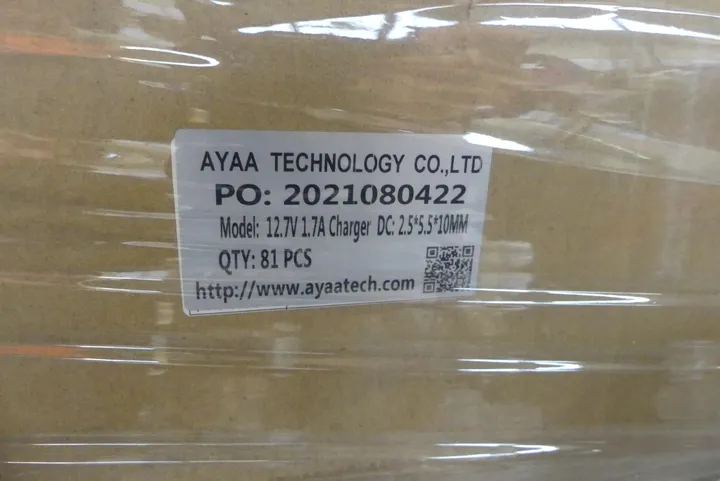 AYAA TECHNOLOGY CO.,LTD
PO: 2021080422
Model: 12.7V 1.7A Charger DC: 2.5*5.5*10MM
QTY: 81 PCS
http://www.ayaatech.com